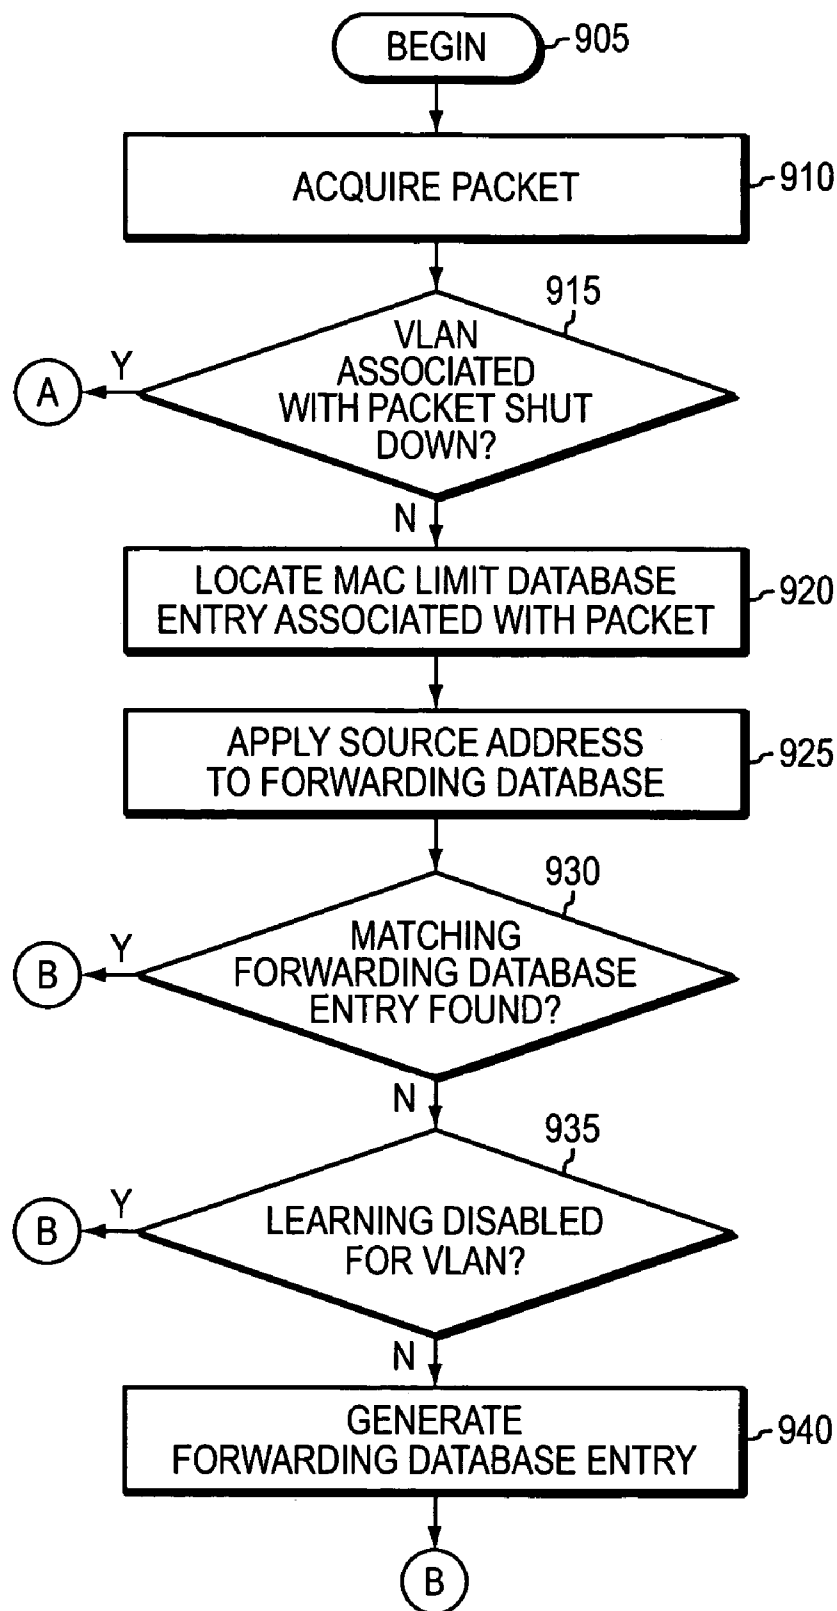 BEGIN
905
ACQUIRE PACKET
910
915
VLAN
ASSOCIATED
WITH PACKET SHUT
DOWN?
Y
A
N
LOCATE MAC LIMIT DATABASE
ENTRY ASSOCIATED WITH PACKET
920
APPLY SOURCE ADDRESS
TO FORWARDING DATABASE
925
930
MATCHING
FORWARDING DATABASE
ENTRY FOUND?
Y
B
N
935
LEARNING DISABLED
FOR VLAN?
Y
B
N
GENERATE
FORWARDING DATABASE ENTRY
940
B